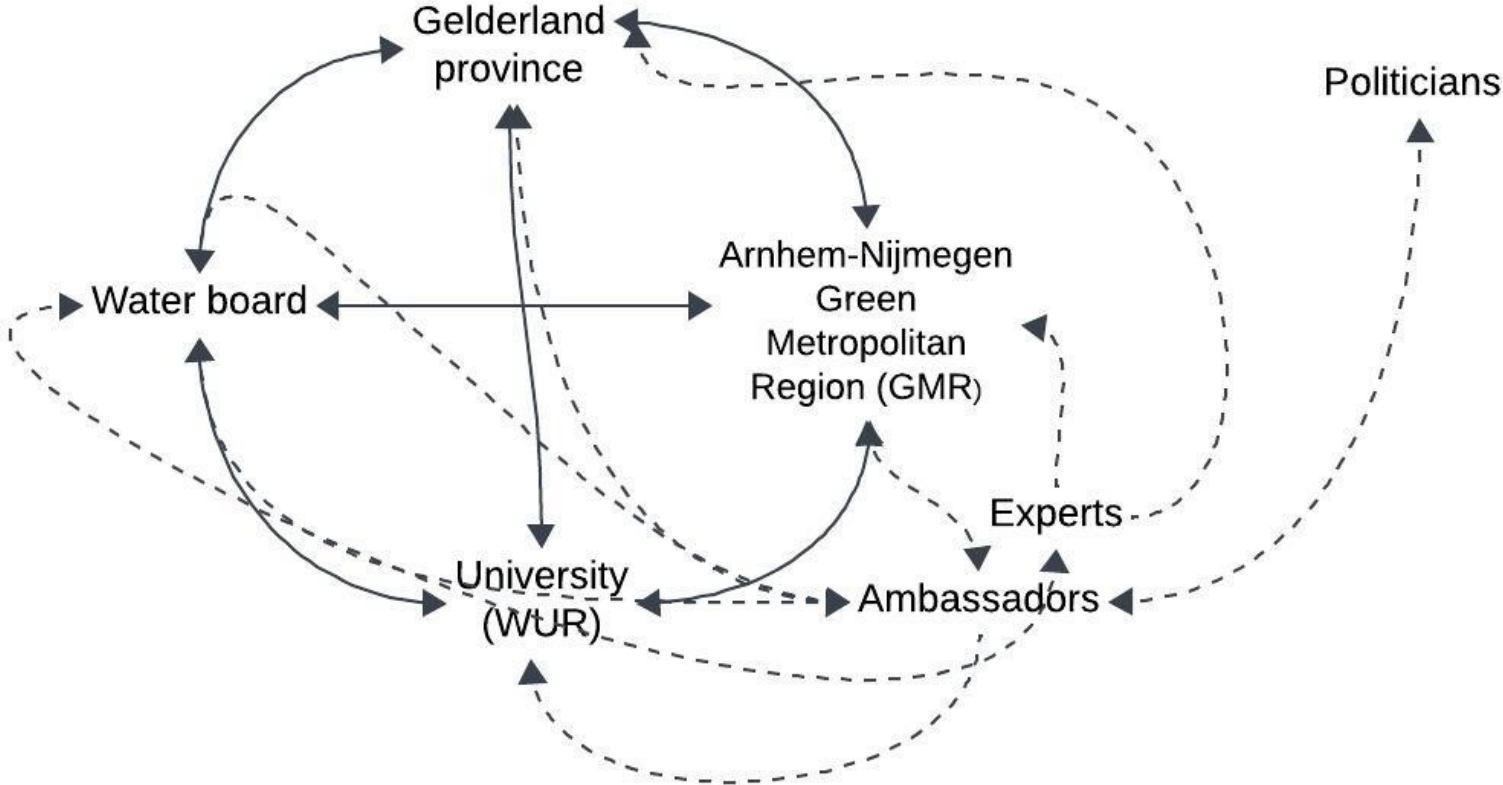 Gelderland
province
Politicians
Arnhem-Nijmegen
Green
Metropolitan
Region (GMR)
Water board
Experts
University
(WUR)
Ambassadors